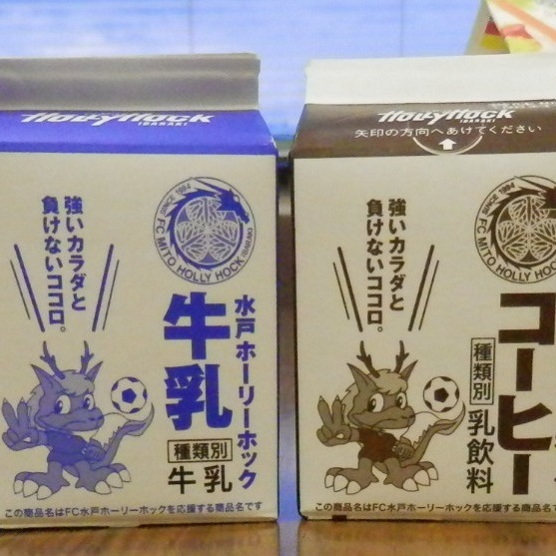 HOLLYHOCK
IBARAKI
強いカラダと
負けないココロ。
SINCE 1994
FC MITO HOLLY HOCK
IBARAKI
水戸ホーリーホック
牛乳
種類別
牛乳
この商品名はFC水戸ホーリーホックを応援する商品名です
HOLLYHOCK
IBARAKI
矢印の方向へあけてください
強いカラダと
負けないココロ。
SINCE 1994
FC MITO HOLLY HOCK
コーヒー
種類別
乳飲料
この商品名はFC水戸ホーリーホックを応援する商品名で